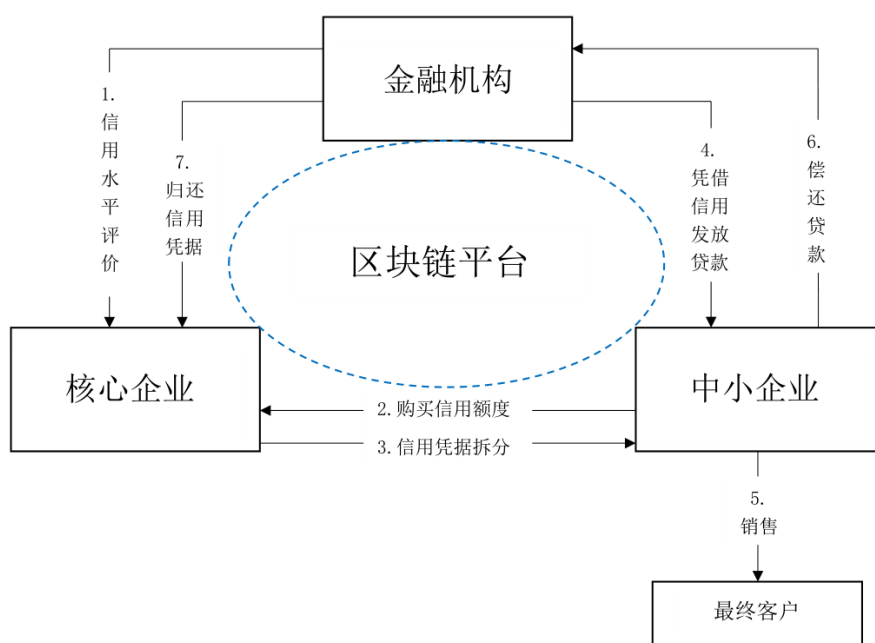 金融机构
1.
信
用
水
平
评
价
7.
归还
信用
凭据
4.
凭借
信用
发放
贷款
6.
偿
还
贷
款
区块链平台
核心企业
中小企业
2.购买信用额度
3.信用凭据拆分
5.
销售
最终客户